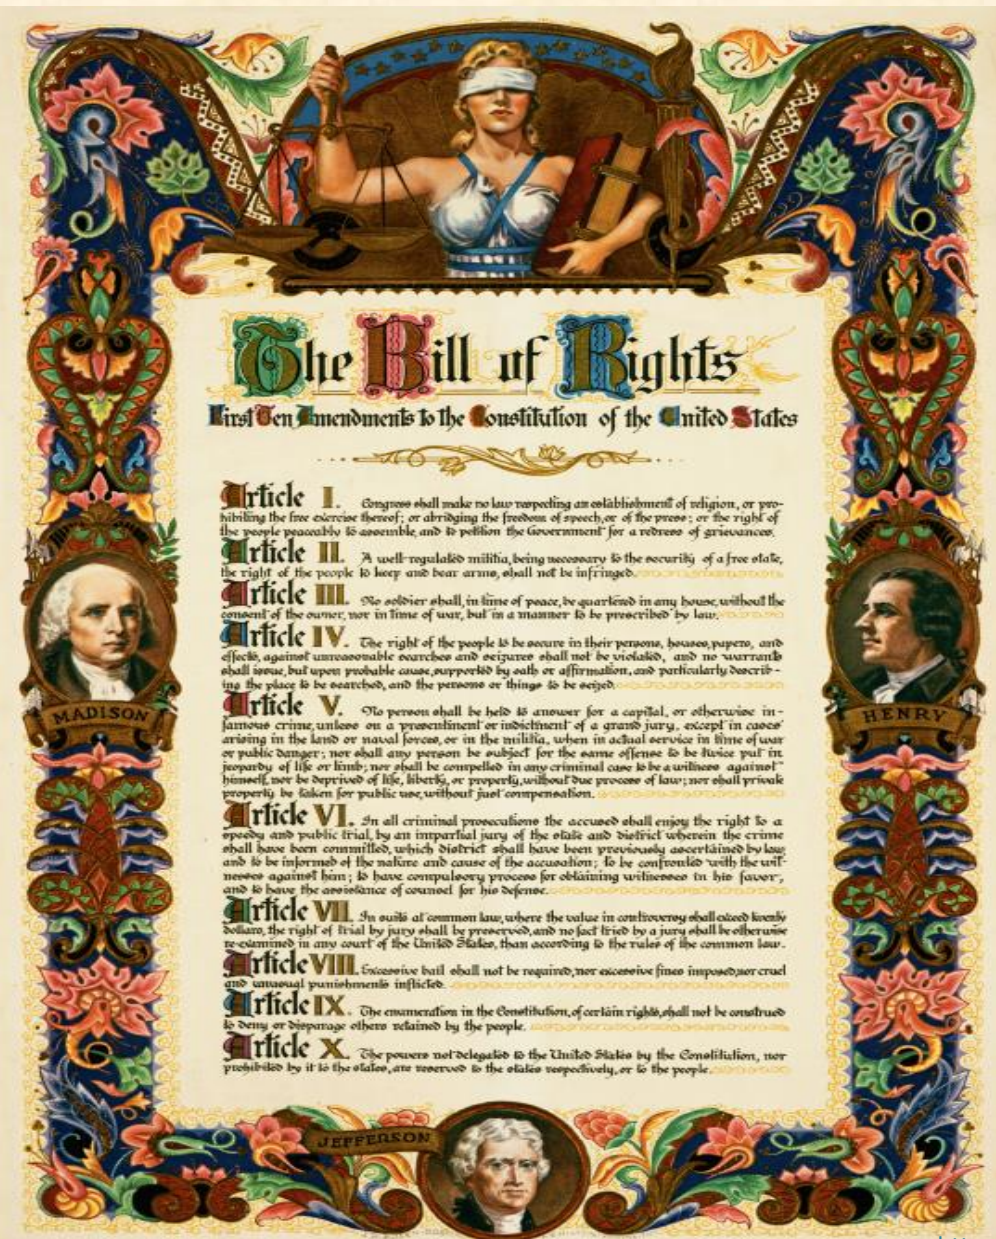 The Bill of Rights
First Ten Amendments to the Constitution of the United States
Article I. Congress shall make no law respecting an establishment of religion, or pro-
hibiting the free exercise thereof; or abridging the freedom of speech, or of the press; or the right of
the people peaceably to assemble, and to petition the Government for a redress of grievances.
Article II. A well-regulated militia, being necessary to the security of a free state,
the right of the people to keep and bear arms, shall not be infringed.
Article III. No soldier shall, in time of peace, be quartered in any house, without the
consent of the owner, nor in time of war, but in a manner to be prescribed by law.
Article IV. The right of the people to be secure in their persons, houses, papers, and
effects, against unreasonable searches and seizures shall not be violated, and no warrants
shall issue, but upon probable cause, supported by oath or affirmation, and particularly describ-
ing the place to be searched, and the persons or things to be seized.
Article V. No person shall be held to answer for a capital, or otherwise in-
famous crime, unless on a presentment or indictment of a grand jury, except in cases
arising in the land or naval forces, or in the militia, when in actual service in time of war
or public danger; nor shall any person be subject for the same offense to be twice put in
jeopardy of life or limb; nor shall be compelled in any criminal case to be a witness against
himself, nor be deprived of life, liberty, or property, without due process of law; nor shall private
property be taken for public use, without just compensation.
Article VI. In all criminal prosecutions the accused shall enjoy the right to a
speedy and public trial, by an impartial jury of the state and district wherein the crime
shall have been committed, which district shall have been previously ascertained by law,
and to be informed of the nature and cause of the accusation; to be confronted with the wit-
nesses against him; to have compulsory process for obtaining witnesses in his favor,
and to have the assistance of counsel for his defense.
Article VII. In suits at common law, where the value in controversy shall exceed twenty
dollars, the right of trial by jury shall be preserved, and no fact tried by a jury shall be otherwise
re-examined in any court of the United States, than according to the rules of the common law.
Article VIII. Excessive bail shall not be required, nor excessive fines imposed, nor cruel
and unusual punishments inflicted.
Article IX. The enumeration in the Constitution, of certain rights, shall not be construed
to deny or disparage others retained by the people.
Article X. The powers not delegated to the United States by the Constitution, nor
prohibited by it to the states, are reserved to the states respectively, or to the people.
MADISON
HENRY
JEFFERSON